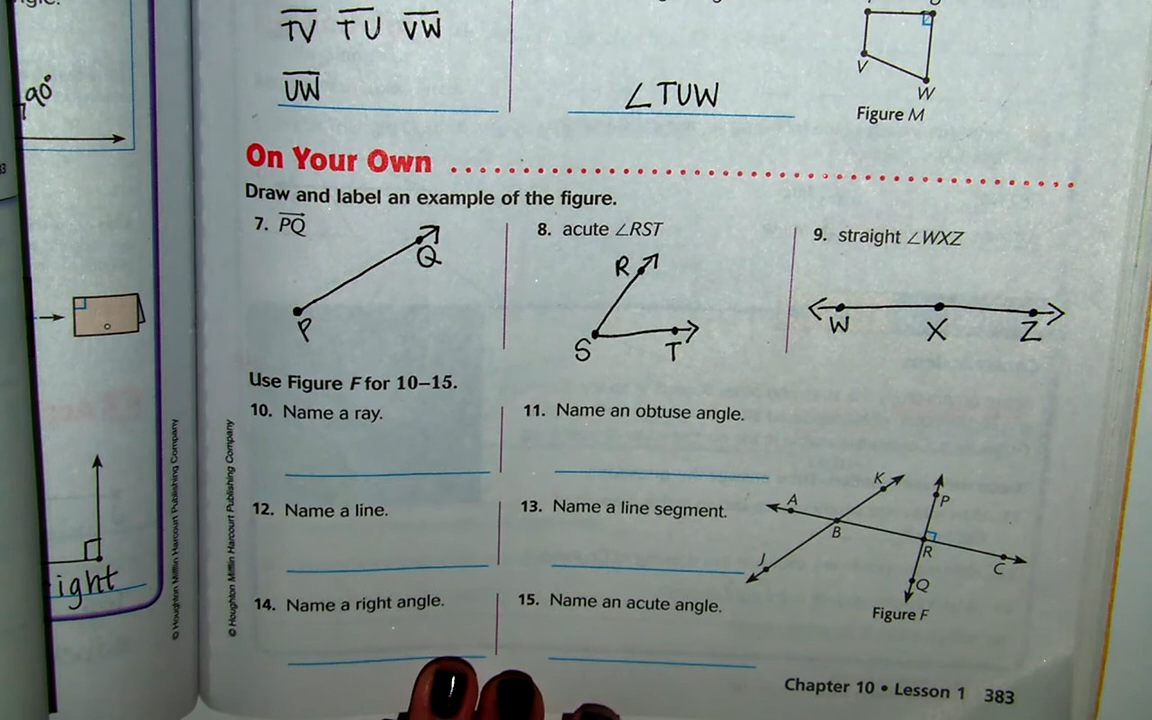 90°
TV TU VW
UW
∠TUW
V
W
Figure M
On Your Own
Draw and label an example of the figure.
7. PQ
Q
P
8. acute ∠RST
R
S
T
9. straight ∠WXZ
W X Z
Use Figure F for 10–15.
10. Name a ray.
11. Name an obtuse angle.
12. Name a line.
13. Name a line segment.
14. Name a right angle.
15. Name an acute angle.
K
A
P
B
R
J
C
Q
Figure F
ight
© Houghton Mifflin Harcourt Publishing Company
© Houghton Mifflin Harcourt Publishing Company
Chapter 10 • Lesson 1 383